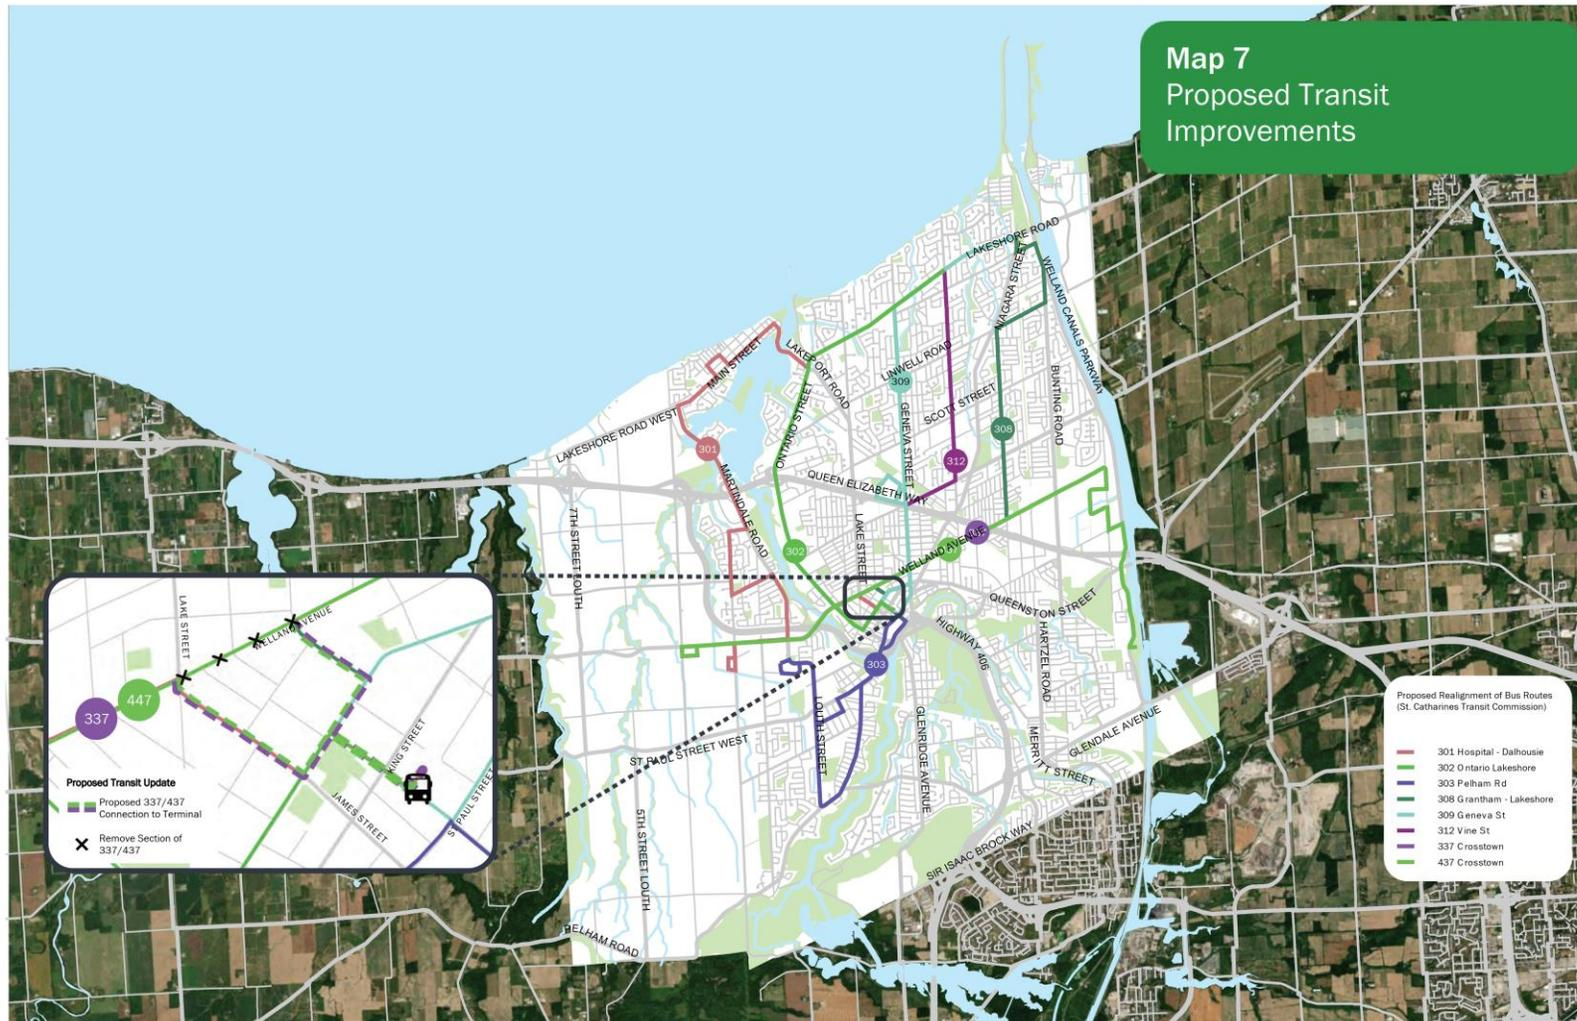 Map 7
Proposed Transit
Improvements
LAKESHORE ROAD
NIAGARA STREET
WELLAND CANALS PARKWAY
MAIN STREET
LAKEPORT ROAD
LINWELL ROAD
309
SCOTT STREET
BUNTING ROAD
ONTARIO STREET
GENEVA STREET
LAKESHORE ROAD WEST
301
308
312
MARTINDALE ROAD
QUEEN ELIZABETH WAY
7TH STREET LOUTH
LAKE STREET
302
WELLAND AVENUE
QUEENSTON STREET
HIGHWAY 406
HARTZEL ROAD
303
LOUTH STREET
GLENRIDGE AVENUE
MERRITT STREET
GLENDALE AVENUE
ST PAUL STREET WEST
5TH STREET LOUTH
SIR ISAAC BROCK WAY
PELHAM ROAD
LAKE STREET
WELLAND AVENUE
447
337
KING STREET
JAMES STREET
ST PAUL STREET
Proposed Transit Update
Proposed 337/437
Connection to Terminal
Remove Section of
337/437
Proposed Realignment of Bus Routes
(St. Catharines Transit Commission)
301 Hospital - Dalhousie
302 Ontario Lakeshore
303 Pelham Rd
308 Grantham - Lakeshore
309 Geneva St
312 Vine St
337 Crosstown
437 Crosstown